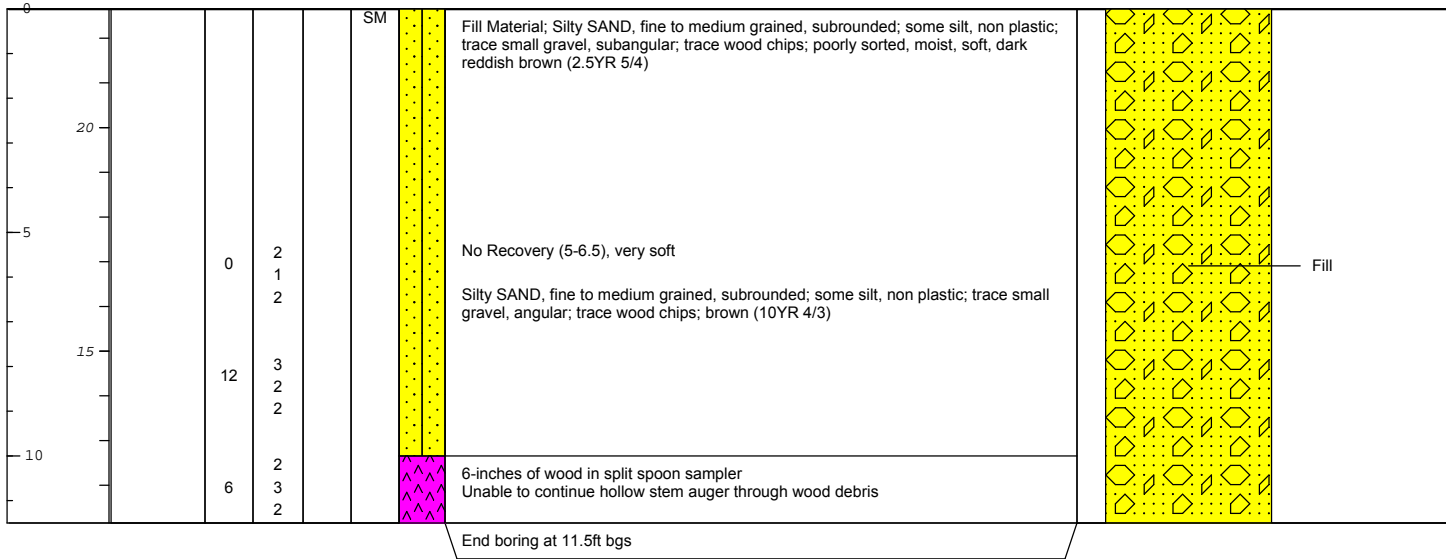 0
SM
Fill Material; Silty SAND, fine to medium grained, subrounded; some silt, non plastic;
trace small gravel, subangular; trace wood chips; poorly sorted, moist, soft, dark
reddish brown (2.5YR 5/4)
20
5
No Recovery (5-6.5), very soft
2
0
1
2
Fill
Silty SAND, fine to medium grained, subrounded; some silt, non plastic; trace small
gravel, angular; trace wood chips; brown (10YR 4/3)
15
3
12
2
2
10
2
6
3
2
6-inches of wood in split spoon sampler
Unable to continue hollow stem auger through wood debris
End boring at 11.5ft bgs